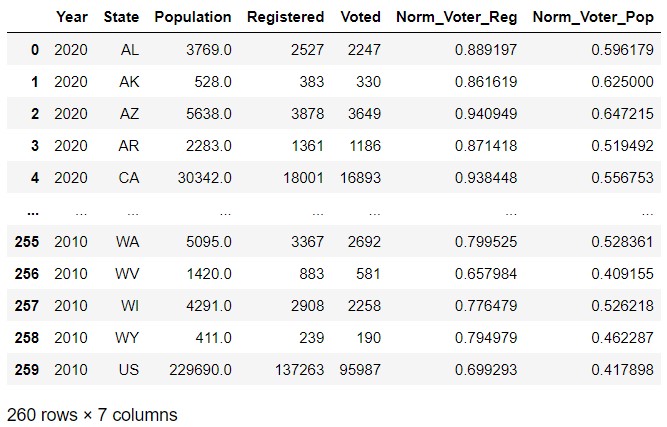 Year State Population Registered Voted Norm_Voter_Reg Norm_Voter_Pop
0 2020 AL 3769.0 2527 2247 0.889197 0.596179
1 2020 AK 528.0 383 330 0.861619 0.625000
2 2020 AZ 5638.0 3878 3649 0.940949 0.647215
3 2020 AR 2283.0 1361 1186 0.871418 0.519492
4 2020 CA 30342.0 18001 16893 0.938448 0.556753
... ... ... ... ... ... ... ...
255 2010 WA 5095.0 3367 2692 0.799525 0.528361
256 2010 WV 1420.0 883 581 0.657984 0.409155
257 2010 WI 4291.0 2908 2258 0.776479 0.526218
258 2010 WY 411.0 239 190 0.794979 0.462287
259 2010 US 229690.0 137263 95987 0.699293 0.417898
260 rows × 7 columns